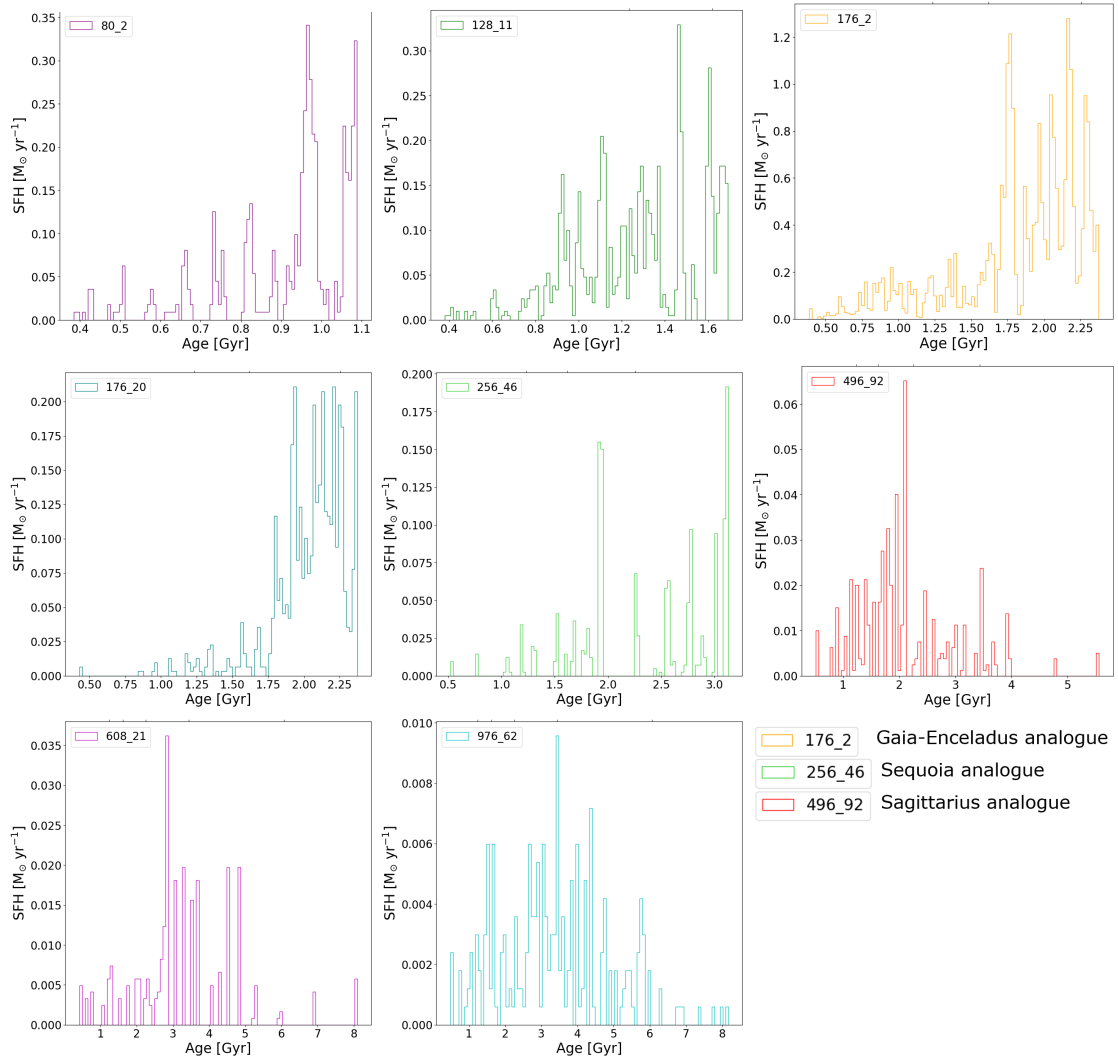 80_2
0.35
0.30
0.25
0.20
0.15
0.10
0.05
0.00
SFH [M⊙ yr−1]
0.4 0.5 0.6 0.7 0.8 0.9 1.0 1.1
Age [Gyr]
128_11
0.35
0.30
0.25
0.20
0.15
0.10
0.05
0.00
SFH [M⊙ yr−1]
0.4 0.6 0.8 1.0 1.2 1.4 1.6
Age [Gyr]
176_2
1.2
1.0
0.8
0.6
0.4
0.2
0.0
SFH [M⊙ yr−1]
0.50 0.75 1.00 1.25 1.50 1.75 2.00 2.25
Age [Gyr]
176_20
0.200
0.175
0.150
0.125
0.100
0.075
0.050
0.025
0.000
SFH [M⊙ yr−1]
0.50 0.75 1.00 1.25 1.50 1.75 2.00 2.25
Age [Gyr]
256_46
0.200
0.175
0.150
0.125
0.100
0.075
0.050
0.025
0.000
SFH [M⊙ yr−1]
0.5 1.0 1.5 2.0 2.5 3.0
Age [Gyr]
496_92
0.06
0.05
0.04
0.03
0.02
0.01
0.00
SFH [M⊙ yr−1]
1 2 3 4 5
Age [Gyr]
608_21
0.035
0.030
0.025
0.020
0.015
0.010
0.005
0.000
SFH [M⊙ yr−1]
1 2 3 4 5 6 7 8
Age [Gyr]
976_62
0.010
0.008
0.006
0.004
0.002
0.000
SFH [M⊙ yr−1]
1 2 3 4 5 6 7 8
Age [Gyr]
176_2 Gaia-Enceladus analogue
256_46 Sequoia analogue
496_92 Sagittarius analogue